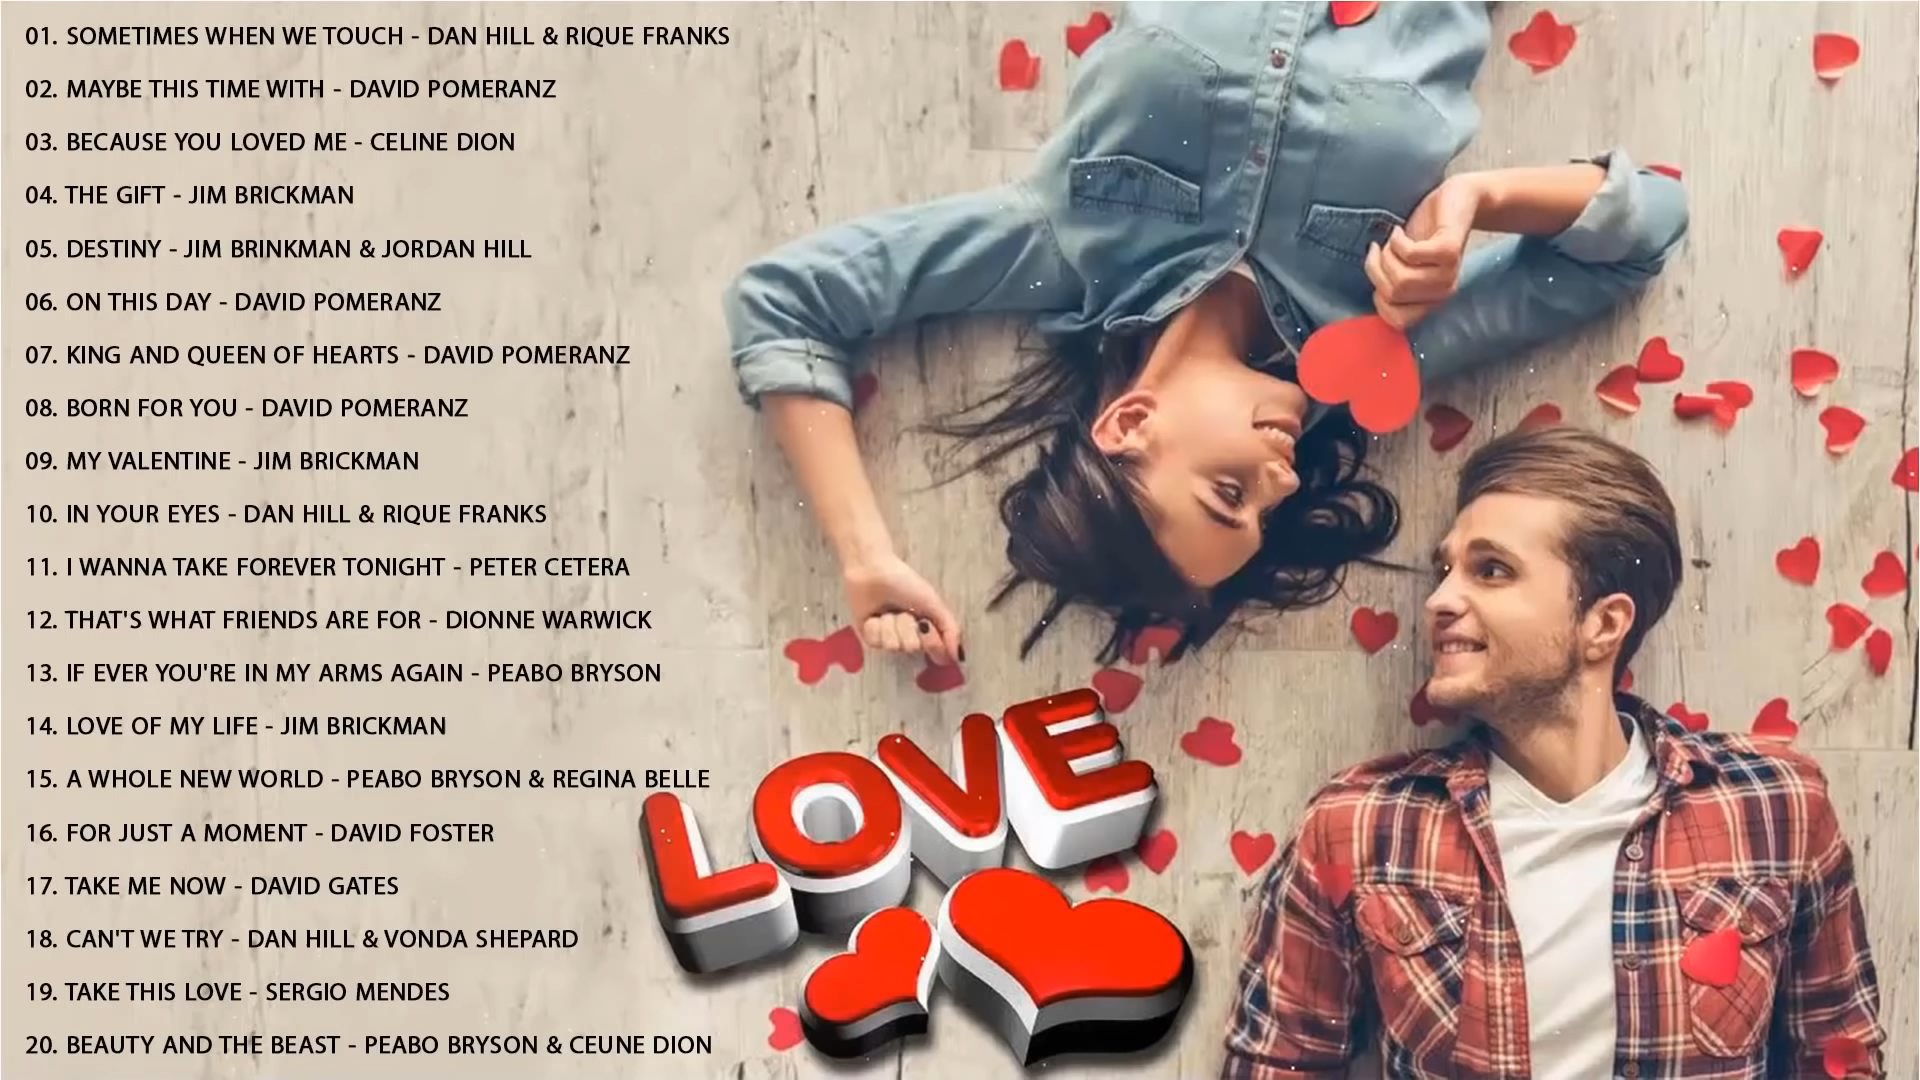 01. SOMETIMES WHEN WE TOUCH - DAN HILL & RIQUE FRANKS
02. MAYBE THIS TIME WITH - DAVID POMERANZ
03. BECAUSE YOU LOVED ME - CELINE DION
04. THE GIFT - JIM BRICKMAN
05. DESTINY - JIM BRINKMAN & JORDAN HILL
06. ON THIS DAY - DAVID POMERANZ
07. KING AND QUEEN OF HEARTS - DAVID POMERANZ
08. BORN FOR YOU - DAVID POMERANZ
09. MY VALENTINE - JIM BRICKMAN
10. IN YOUR EYES - DAN HILL & RIQUE FRANKS
11. I WANNA TAKE FOREVER TONIGHT - PETER CETERA
12. THAT'S WHAT FRIENDS ARE FOR - DIONNE WARWICK
13. IF EVER YOU'RE IN MY ARMS AGAIN - PEABO BRYSON
14. LOVE OF MY LIFE - JIM BRICKMAN
15. A WHOLE NEW WORLD - PEABO BRYSON & REGINA BELLE
16. FOR JUST A MOMENT - DAVID FOSTER
17. TAKE ME NOW - DAVID GATES
18. CAN'T WE TRY - DAN HILL & VONDA SHEPARD
19. TAKE THIS LOVE - SERGIO MENDES
20. BEAUTY AND THE BEAST - PEABO BRYSON & CEUNE DION
LOVE